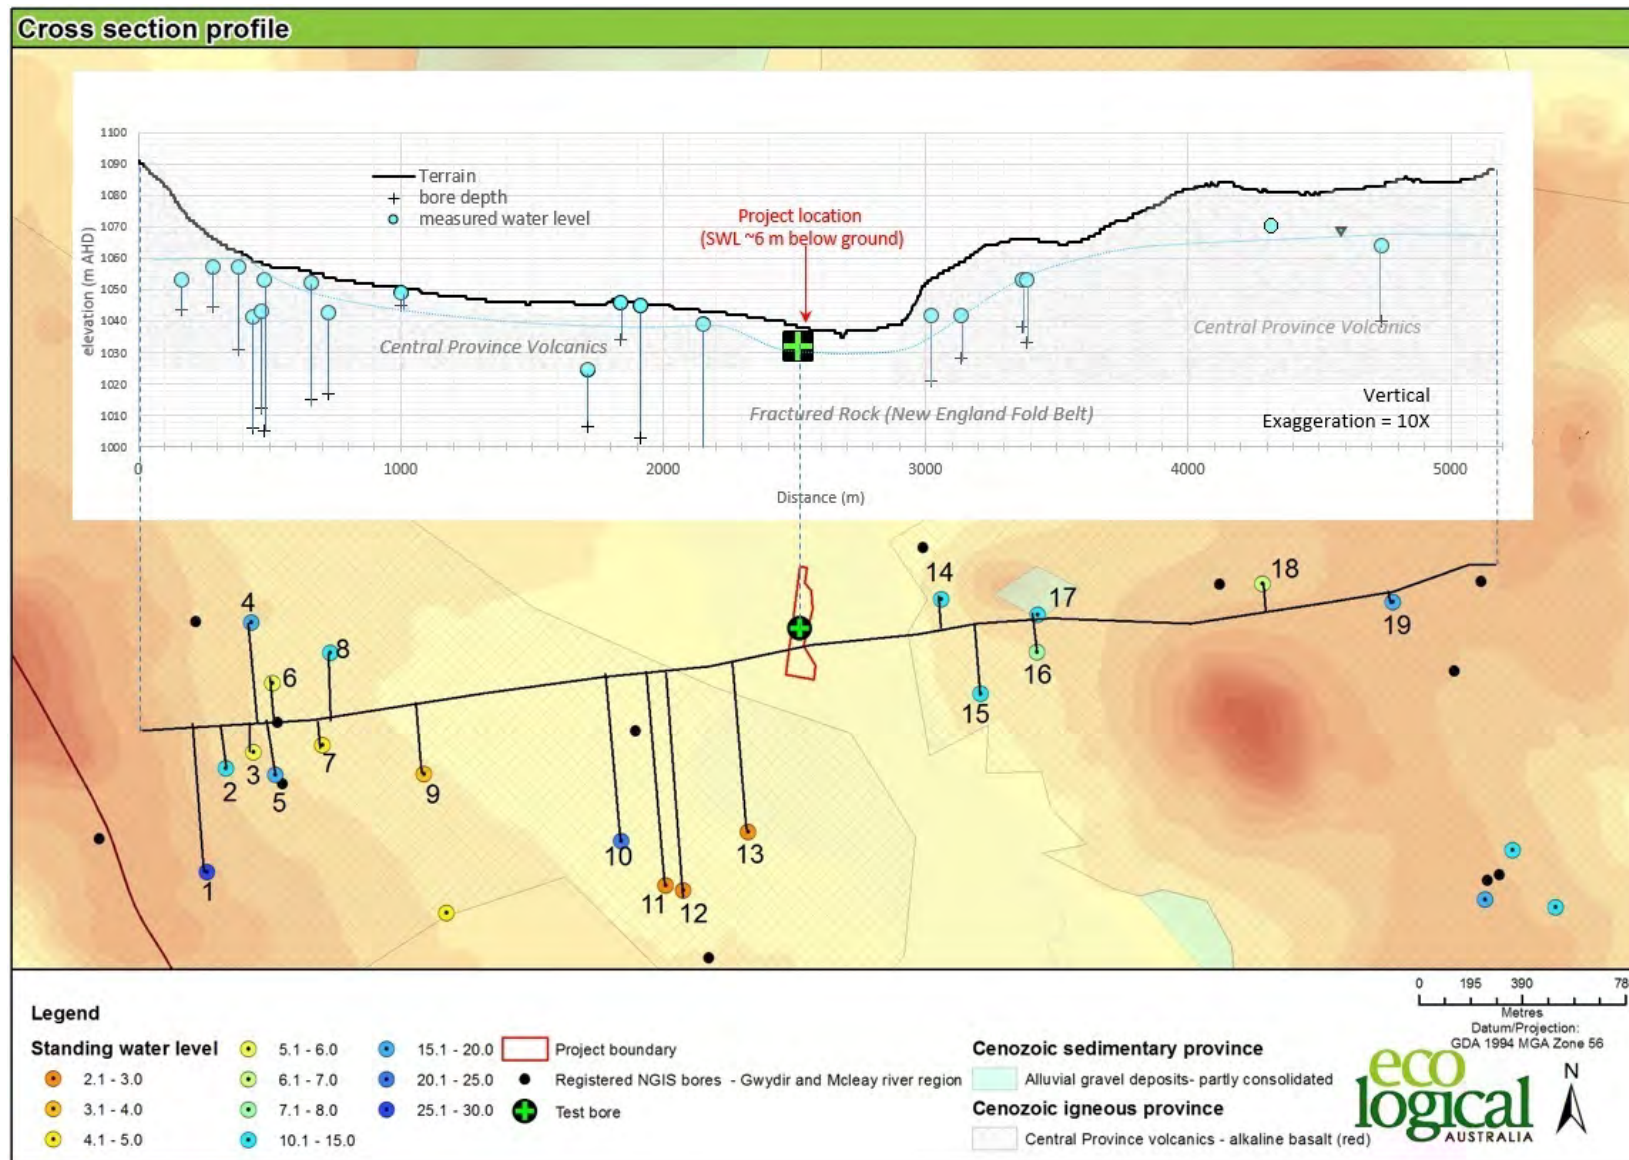 Cross section profile
1100
1090
1080
1070
1060
1050
1040
1030
1020
1010
1000
elevation (m AHD)
Terrain
bore depth
measured water level
Project location
(SWL ~6 m below ground)
Central Province Volcanics
Central Province Volcanics
Fractured Rock (New England Fold Belt)
Vertical
Exaggeration = 10X
0 1000 2000 3000 4000 5000
Distance (m)
14
18
17
4
19
8
16
6
15
7
3
2
5
9
10
13
1
11
12
0 195 390 78
Metres
Datum/Projection:
GDA 1994 MGA Zone 56
N
Legend
Standing water level
2.1 - 3.0
3.1 - 4.0
4.1 - 5.0
5.1 - 6.0
6.1 - 7.0
7.1 - 8.0
10.1 - 15.0
15.1 - 20.0
20.1 - 25.0
25.1 - 30.0
Project boundary
Registered NGIS bores - Gwydir and Mcleay river region
Test bore
Cenozoic sedimentary province
Alluvial gravel deposits- partly consolidated
Cenozoic igneous province
Central Province volcanics - alkaline basalt (red)
eco
logical
AUSTRALIA